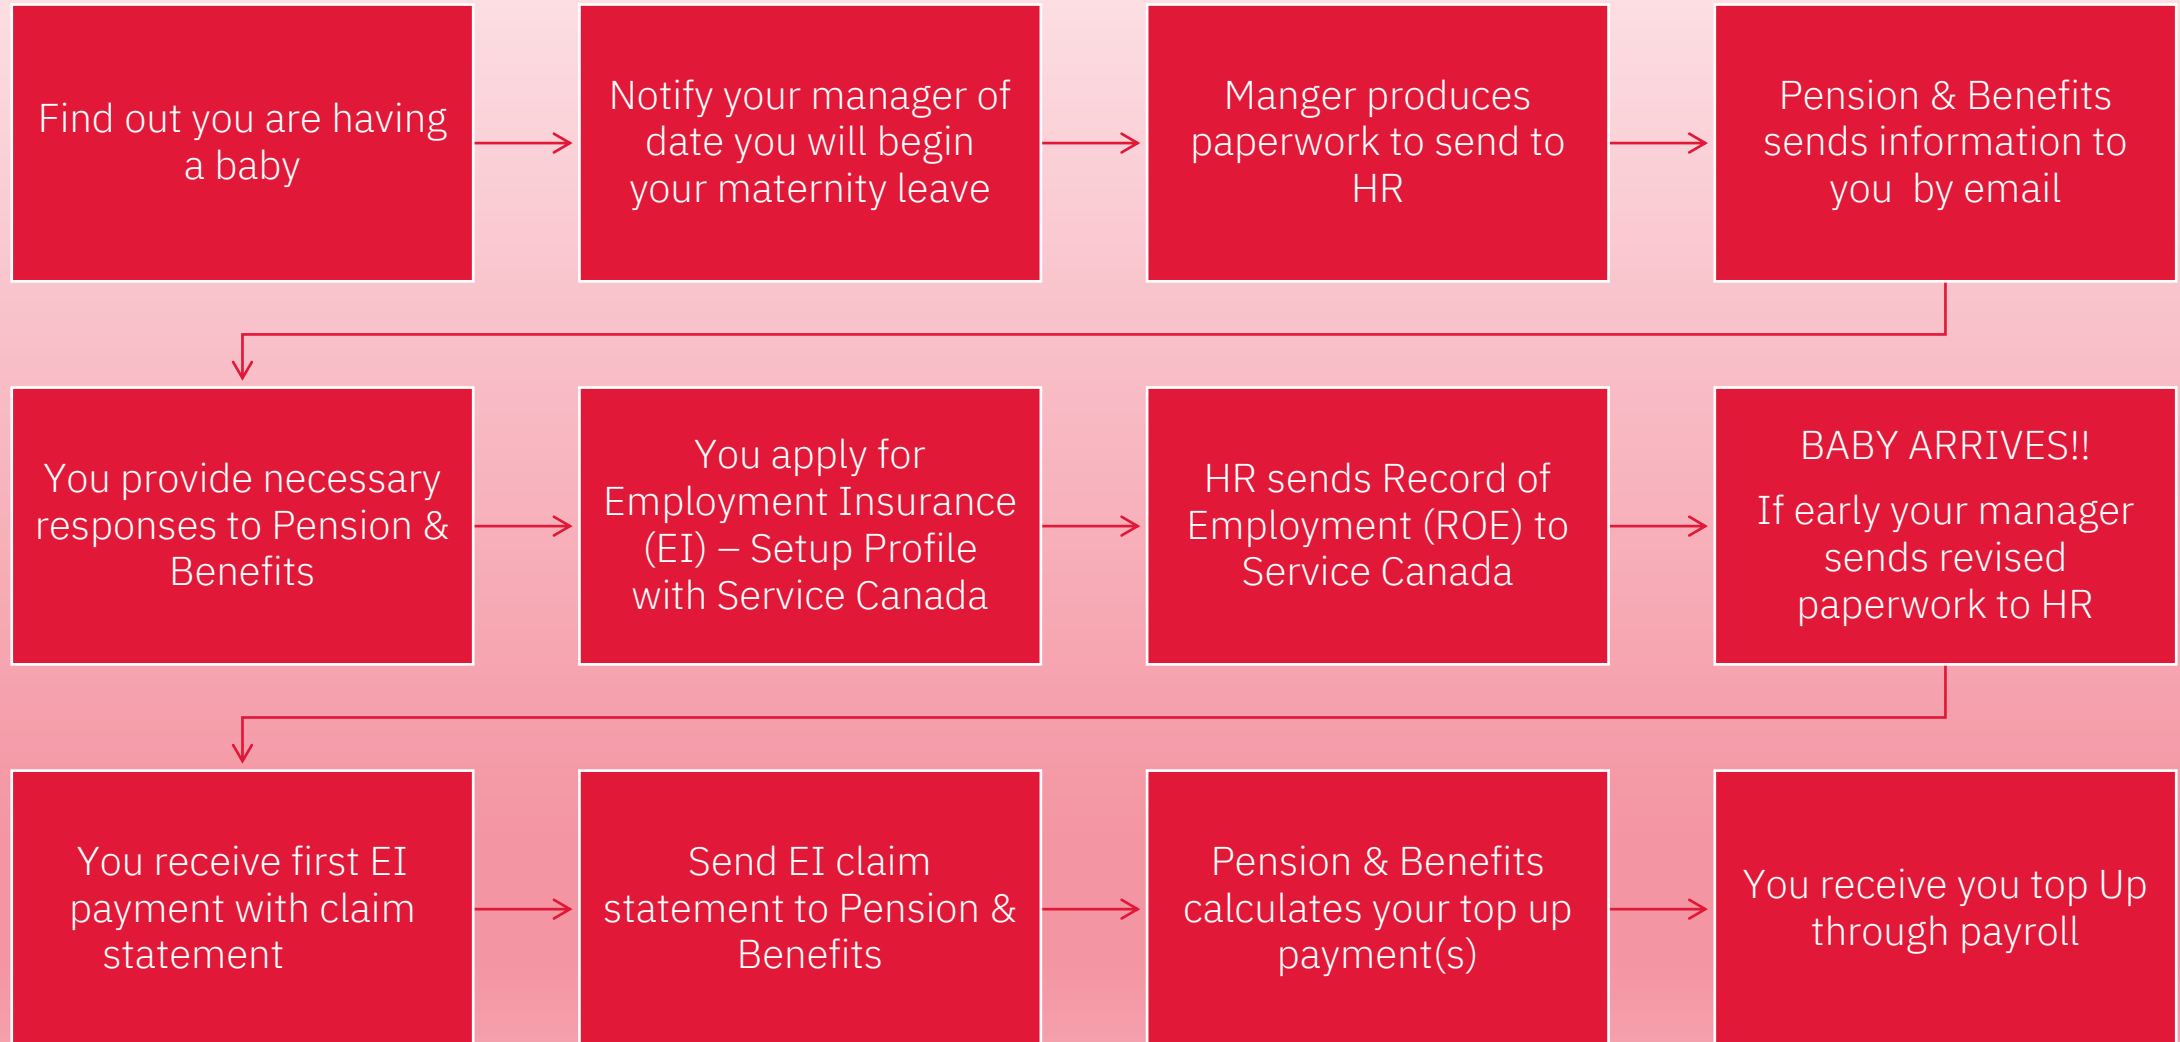 Find out you are having
a baby
Notify your manager of
date you will begin
your maternity leave
Manger produces
paperwork to send to
HR
Pension & Benefits
sends information to
you  by email
You provide necessary
responses to Pension &
Benefits
You apply for
Employment Insurance
(EI) – Setup Profile
with Service Canada
HR sends Record of
Employment (ROE) to
Service Canada
BABY ARRIVES!!
If early your manager
sends revised
paperwork to HR
You receive first EI
payment with claim
statement
Send EI claim
statement to Pension &
Benefits
Pension & Benefits
calculates your top up
payment(s)
You receive you top Up
through payroll